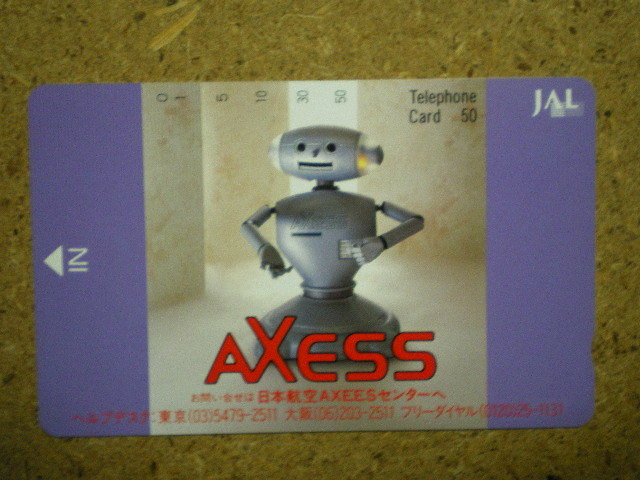 0 1 5 10 30 50
Telephone
Card 50
JAL
IN
AXESS
AXESS
お問い合せは日本航空AXEESセンターへ
ヘルプデスク:東京(03)5479-2511 大阪(06)203-2511 フリーダイヤル(0120)25-1131